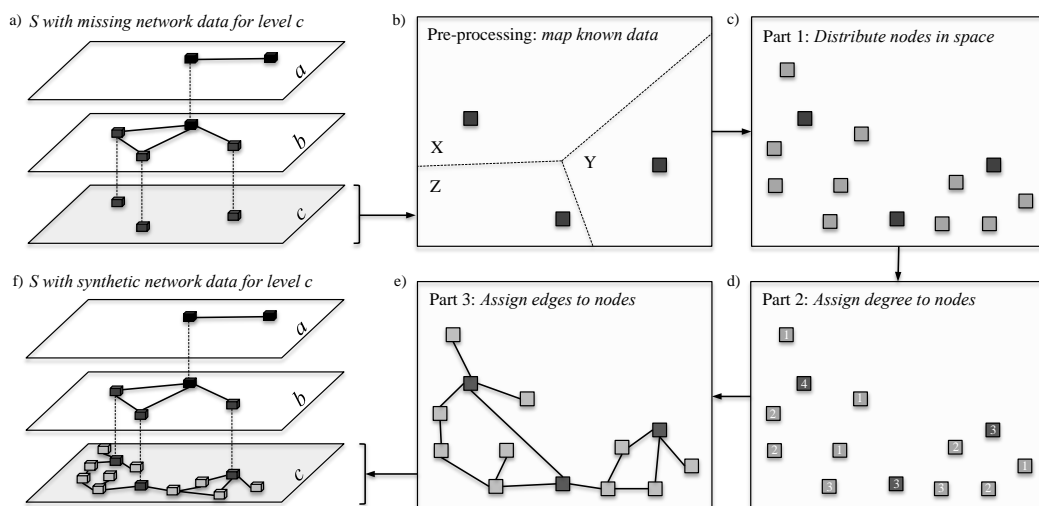 a) S with missing network data for level c
a
b
c
b)
Pre-processing: map known data
X
Y
Z
c)
Part 1: Distribute nodes in space
f) S with synthetic network data for level c
a
b
c
e)
Part 3: Assign edges to nodes
d)
Part 2: Assign degree to nodes
1
4
1
2
3
2
1
2
1
3
3
3
2